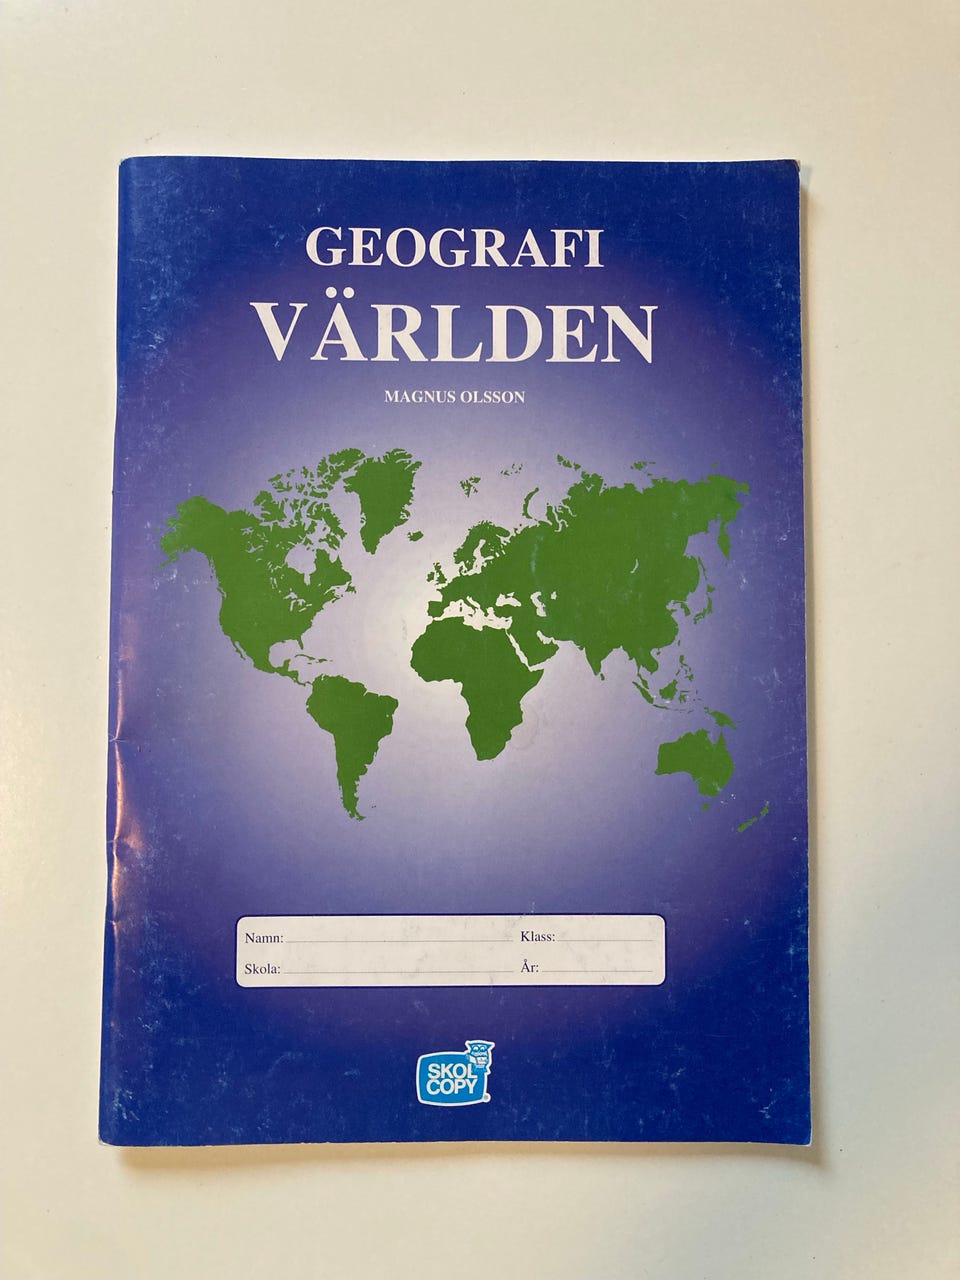 GEOGRAFI
VÄRLDEN
MAGNUS OLSSON
Namn: Klass:
Skola: År:
SKOL
COPY